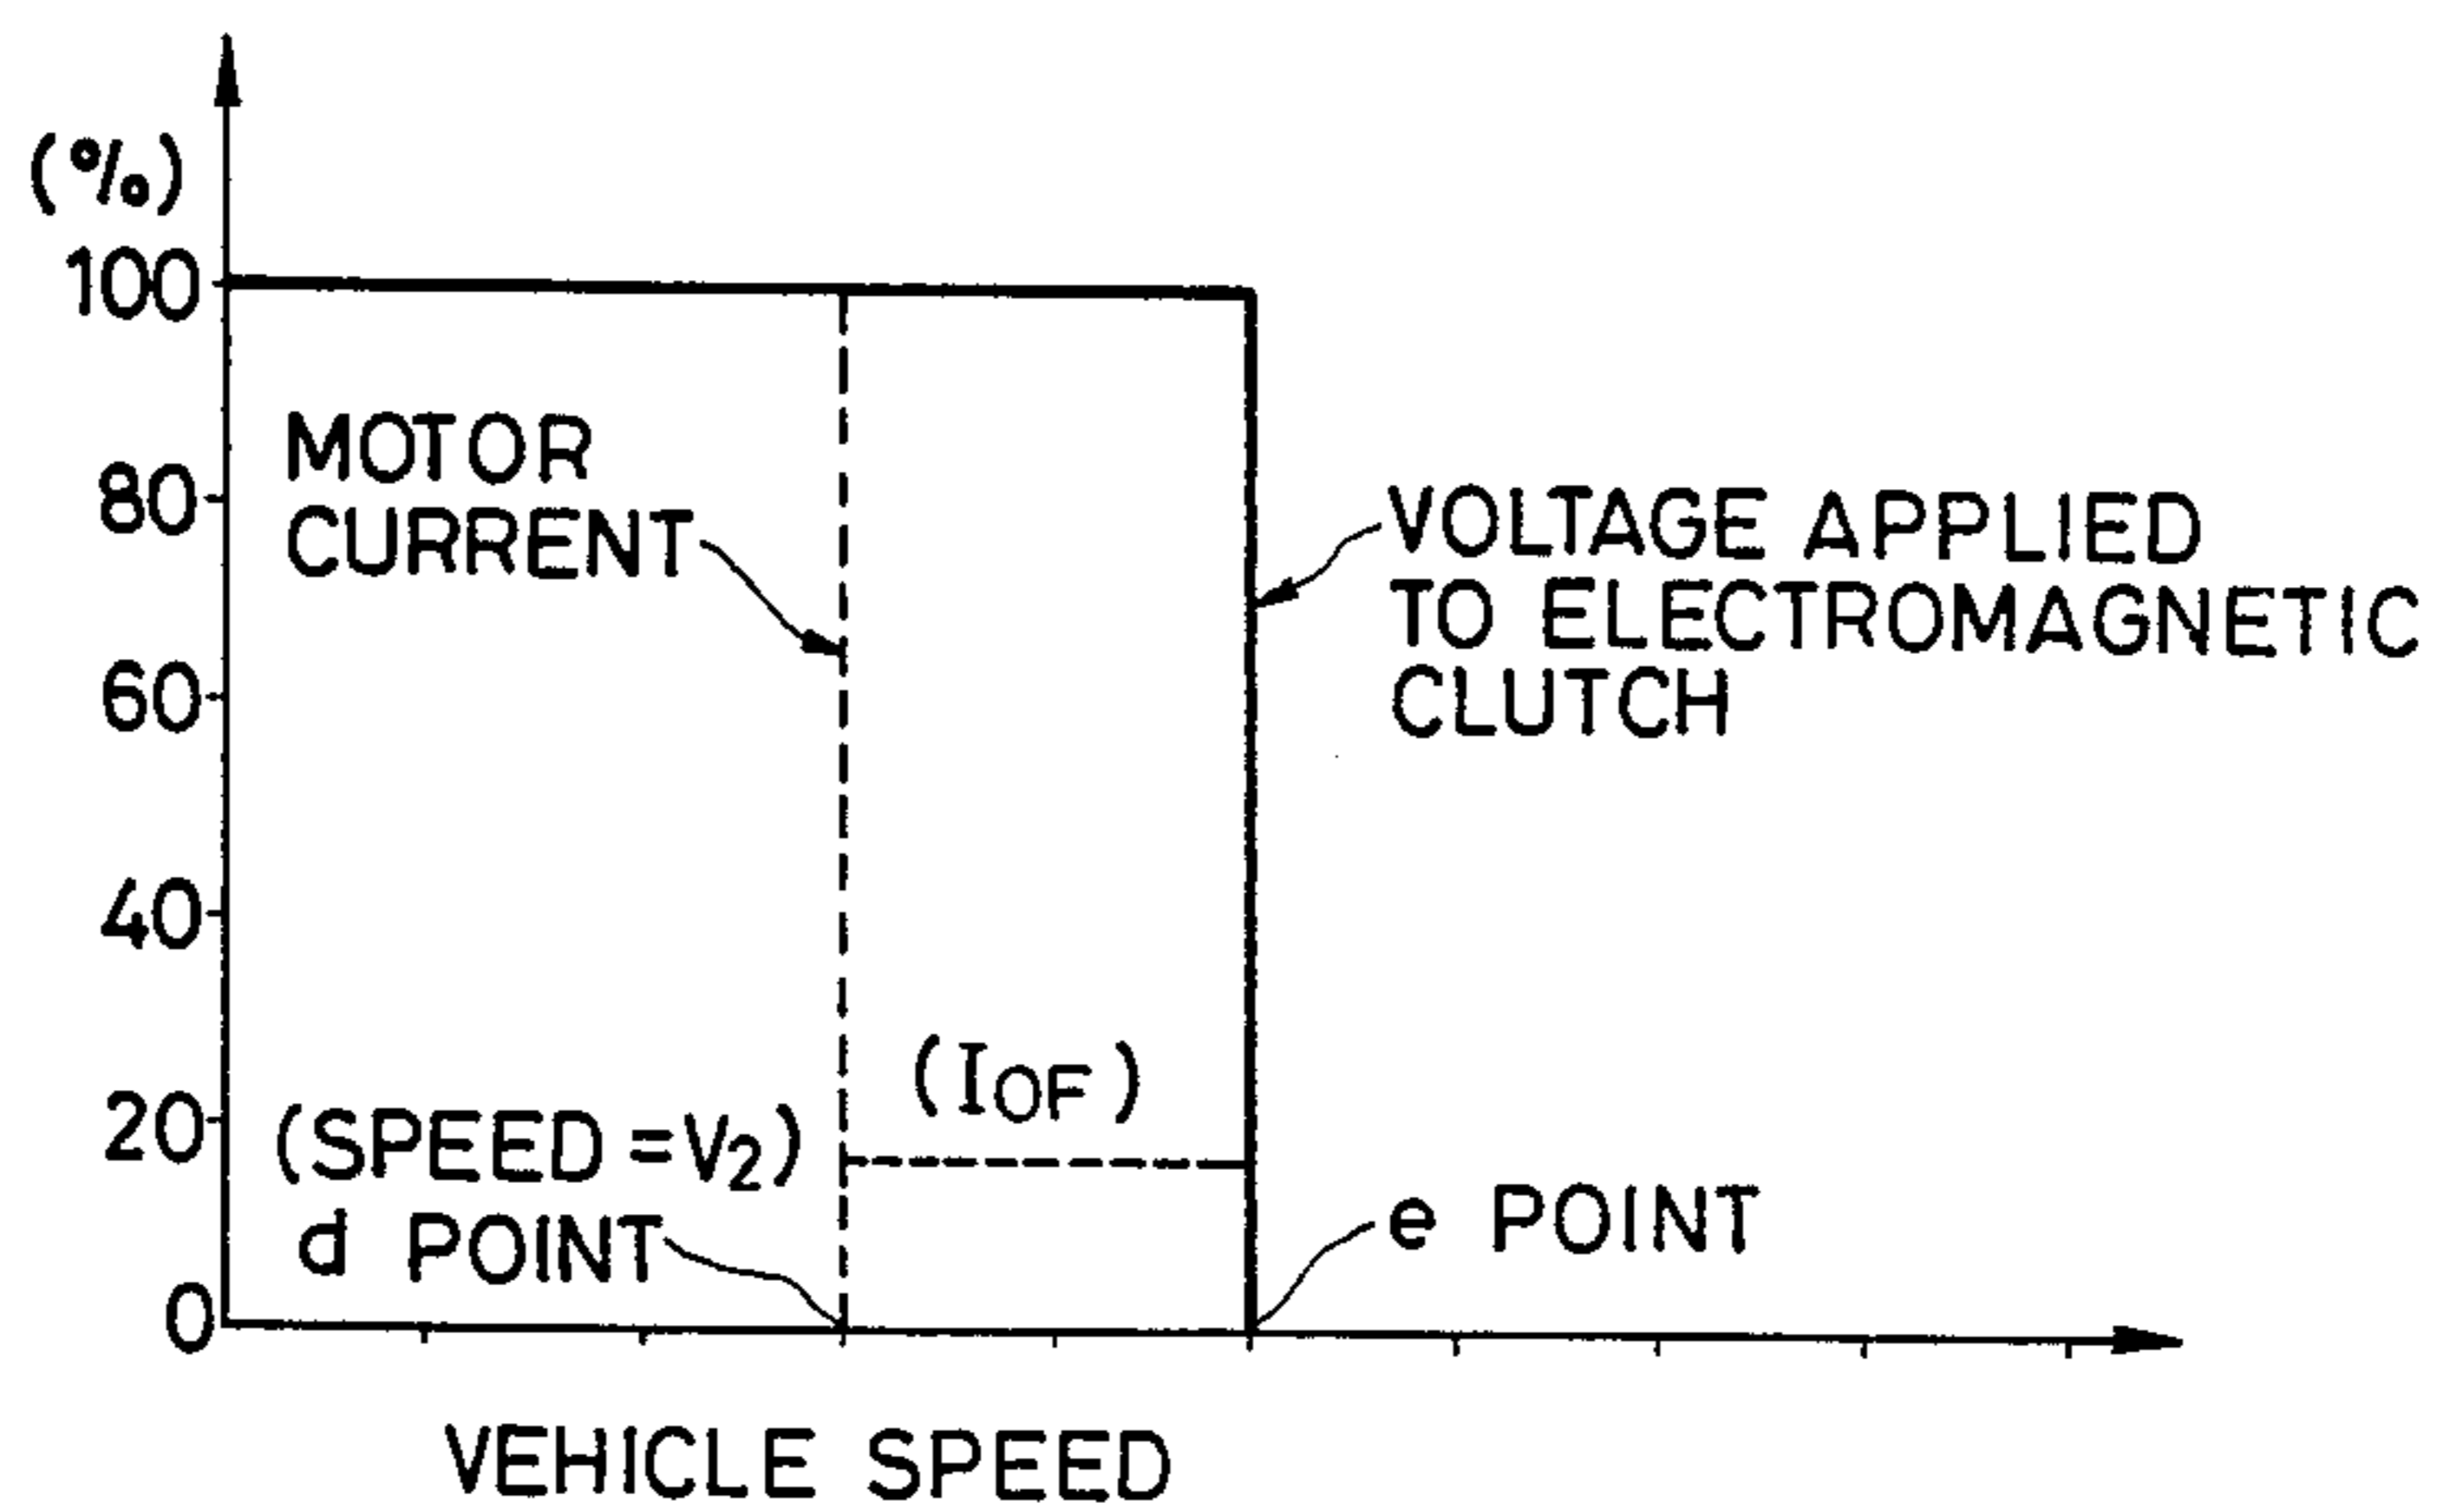 (%)
100
80
60
40
20
0
MOTOR
CURRENT
VOLTAGE APPLIED
TO ELECTROMAGNETIC
CLUTCH
(IOF)
(SPEED=V2)
d POINT
e POINT
VEHICLE SPEED